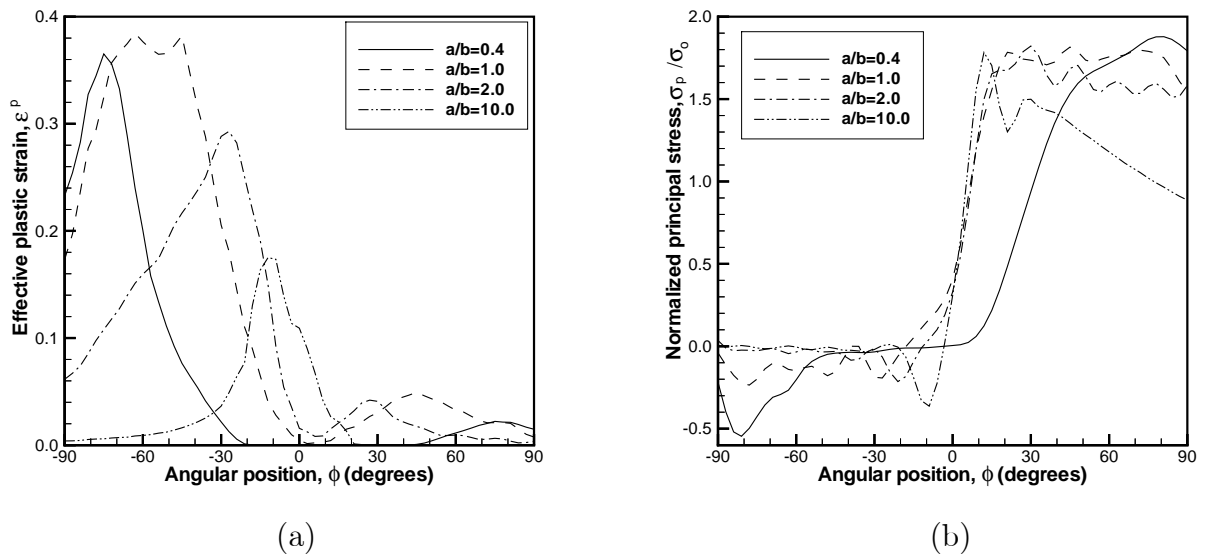 Effective plastic strain, εᵖ
0.4
0.3
0.2
0.1
0.0
-90 -60 -30 0 30 60 90
Angular position, ϕ (degrees)
a/b=0.4
a/b=1.0
a/b=2.0
a/b=10.0
(a)
Normalized principal stress, σₚ/σₒ
2.0
1.5
1.0
0.5
0.0
-0.5
-90 -60 -30 0 30 60 90
Angular position, ϕ (degrees)
a/b=0.4
a/b=1.0
a/b=2.0
a/b=10.0
(b)